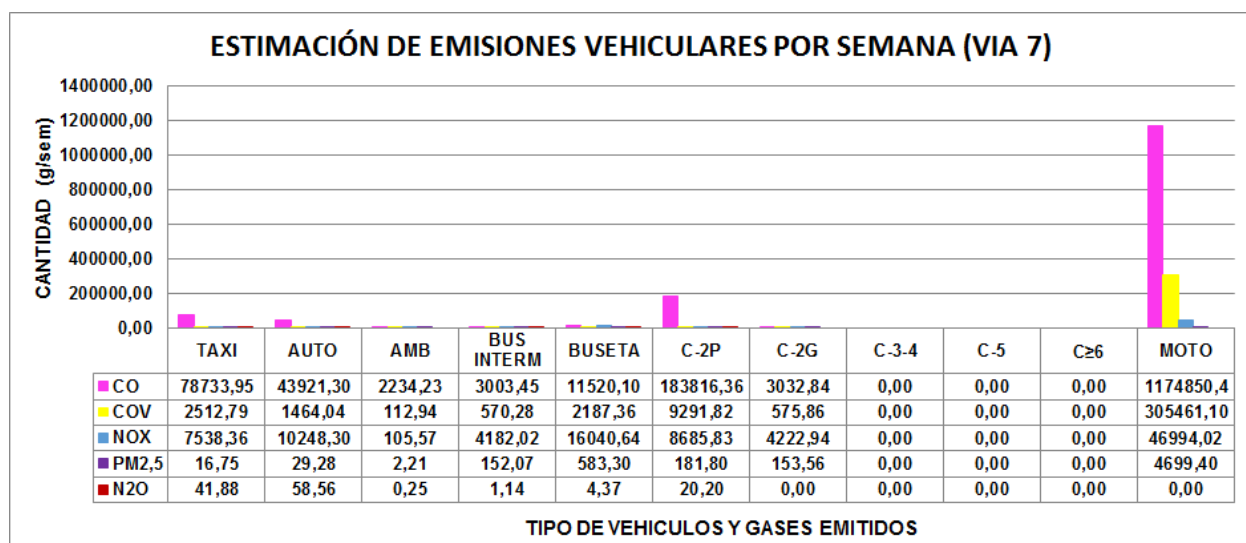 ESTIMACIÓN DE EMISIONES VEHICULARES POR SEMANA (VIA 7)
CANTIDAD (g/sem)
1400000,00
1200000,00
1000000,00
800000,00
600000,00
400000,00
200000,00
0,00
TAXI AUTO AMB BUS INTERM BUSETA C-2P C-2G C-3-4 C-5 C≥6 MOTO
CO 78733,95 43921,30 2234,23 3003,45 11520,10 183816,36 3032,84 0,00 0,00 0,00 1174850,4
COV 2512,79 1464,04 112,94 570,28 2187,36 9291,82 575,86 0,00 0,00 0,00 305461,10
NOX 7538,36 10248,30 105,57 4182,02 16040,64 8685,83 4222,94 0,00 0,00 0,00 46994,02
PM2,5 16,75 29,28 2,21 152,07 583,30 181,80 153,56 0,00 0,00 0,00 4699,40
N2O 41,88 58,56 0,25 1,14 4,37 20,20 0,00 0,00 0,00 0,00 0,00
TIPO DE VEHICULOS Y GASES EMITIDOS